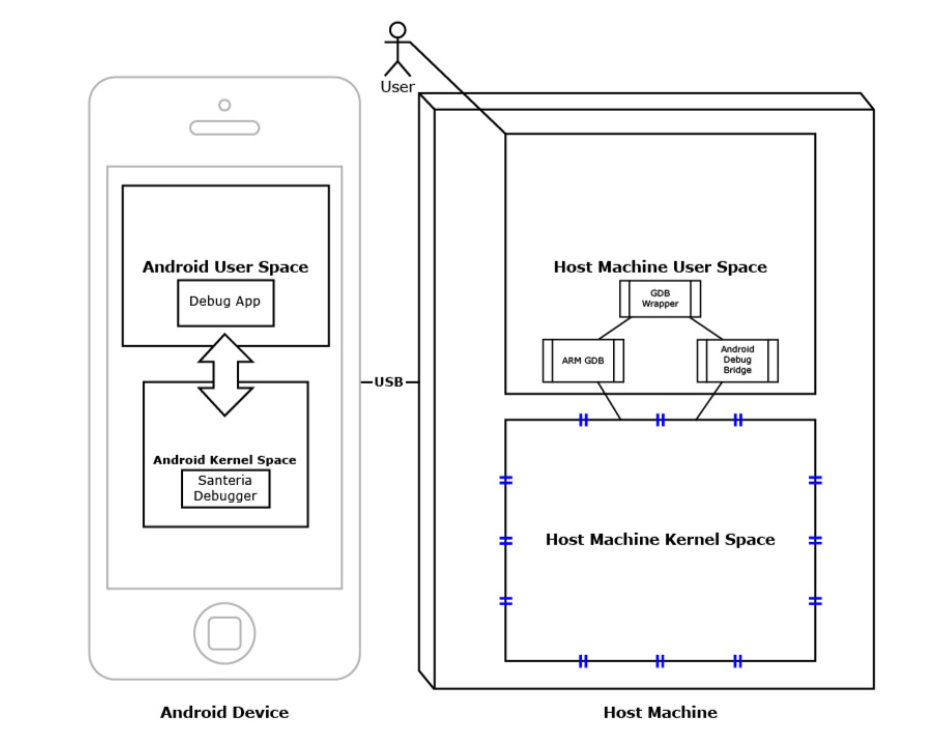 User
Android User Space
Debug App
Android Kernel Space
Santeria
Debugger
USB
Host Machine User Space
GDB
Wrapper
ARM GDB
Android
Debug
Bridge
Host Machine Kernel Space
Android Device
Host Machine